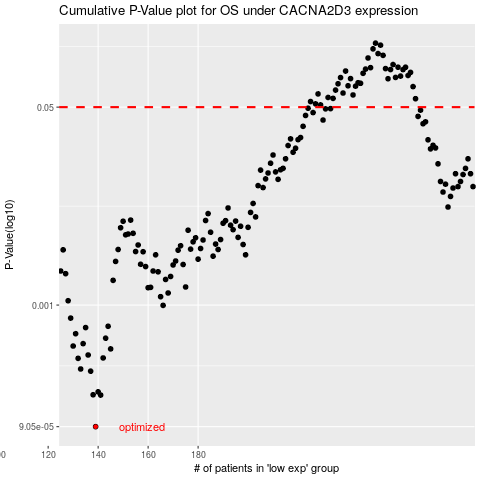 Cumulative P-Value plot for OS under CACNA2D3 expression
P-Value(log10)
0.05
0.001
9.05e-05
optimized
00 120 140 160 180
# of patients in 'low exp' group